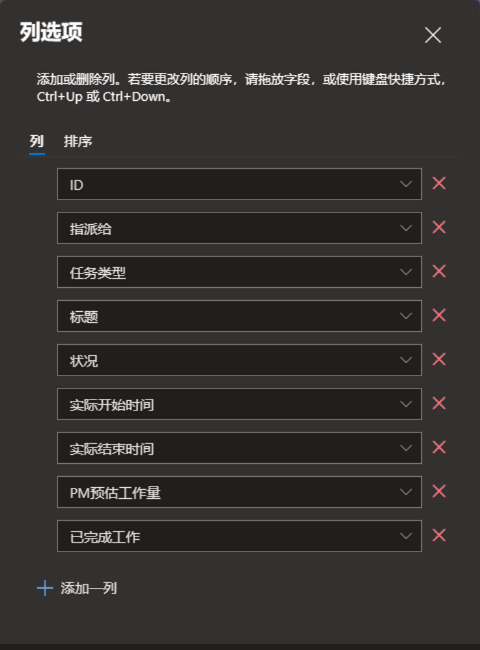 列选项
添加或删除列。若要更改列的顺序，请拖放字段，或使用键盘快捷方式，
Ctrl+Up 或 Ctrl+Down。
列 排序
ID
指派给
任务类型
标题
状况
实际开始时间
实际结束时间
PM预估工作量
已完成工作
添加一列